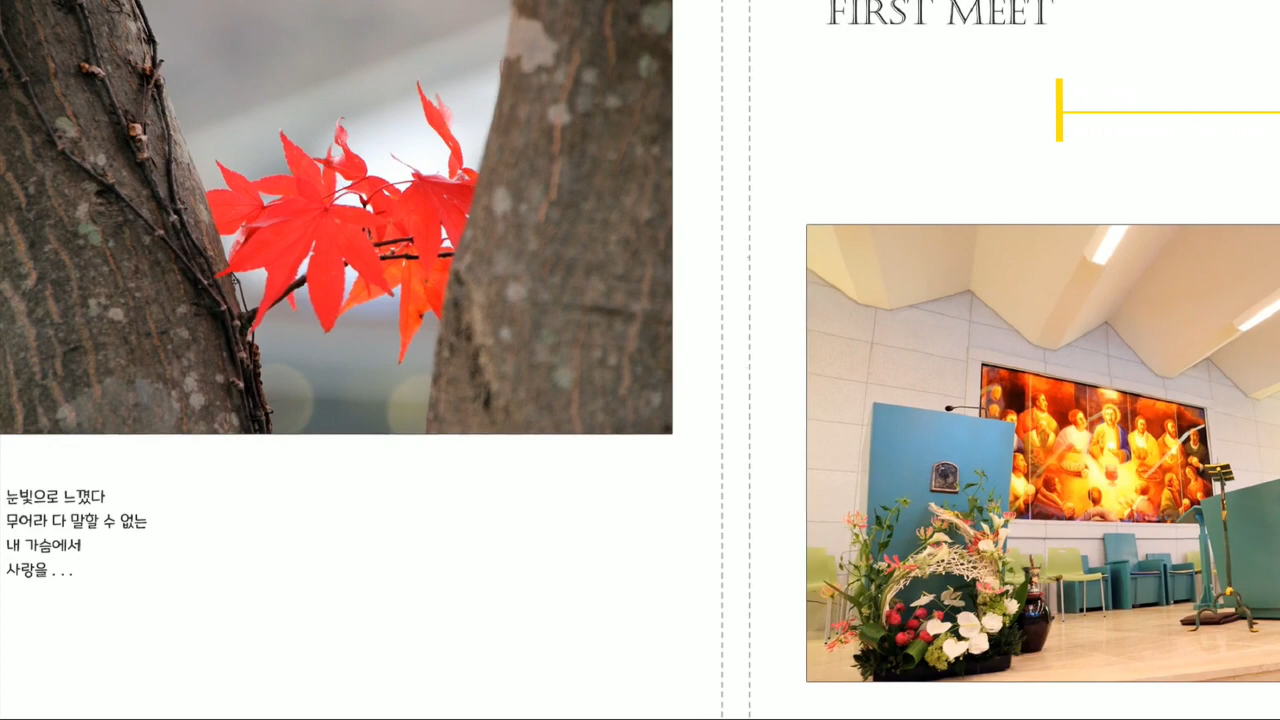 FIRST MEET
눈빛으로 느꼈다
무어라 다 말할 수 없는
내 가슴에서
사랑을 . . .